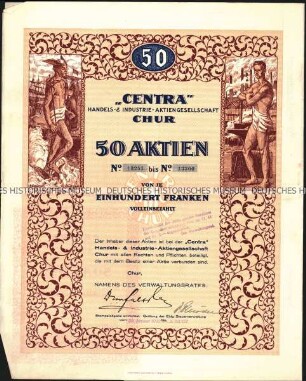 50
„CENTRA"
HANDELS-& INDUSTRIE-AKTIENGESELLSCHAFT
CHUR
50 AKTIEN
No bis No
DEUTSCHES HISTORISCHES MUSEUM
VON JE
EINHUNDERT FRANKEN
VOLLEINBEZAHLT
Der Inhaber dieser Aktien ist bei der „Centra"
Handels- & Industrie-Aktiengesellschaft
Chur mit allen Rechten und Pflichten beteiligt,
die mit dem Besitz einer Aktie verbunden sind.
Chur,
NAMENS DES VERWALTUNGSRATES.